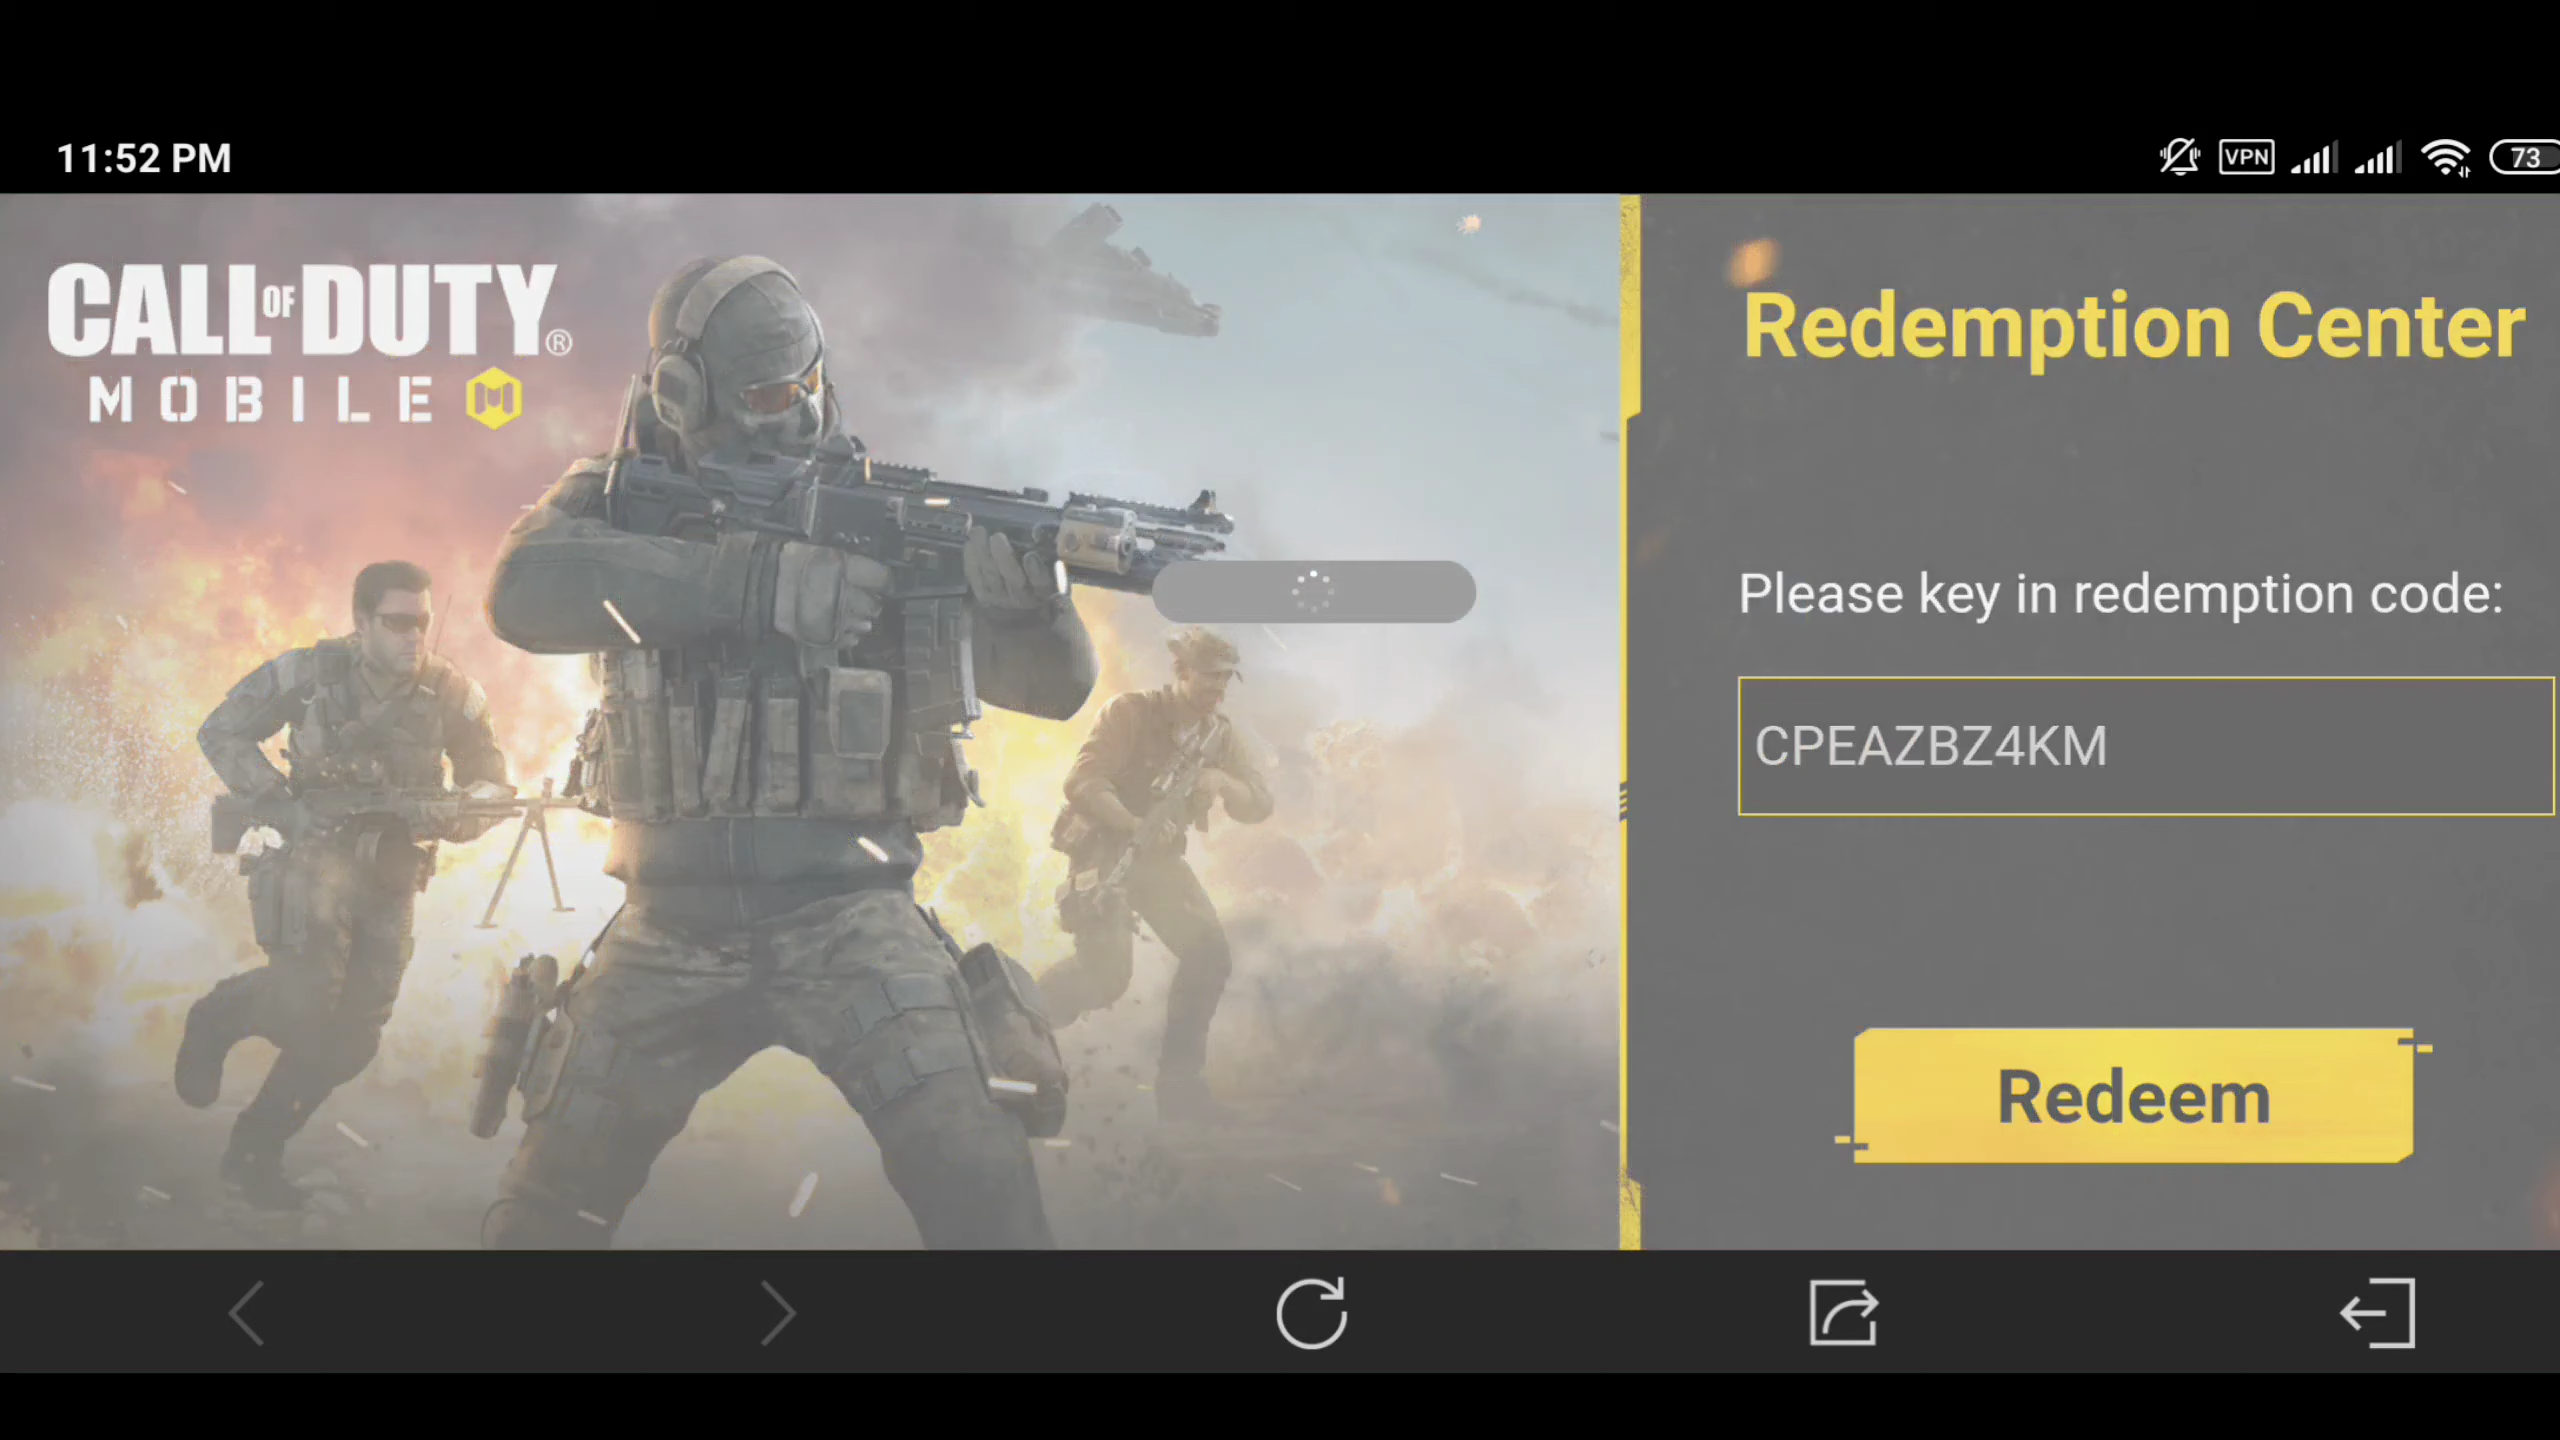 11:52 PM
VPN
73
CALL OF DUTY®
MOBILE
Redemption Center
Please key in redemption code:
CPEAZBZ4KM
Redeem